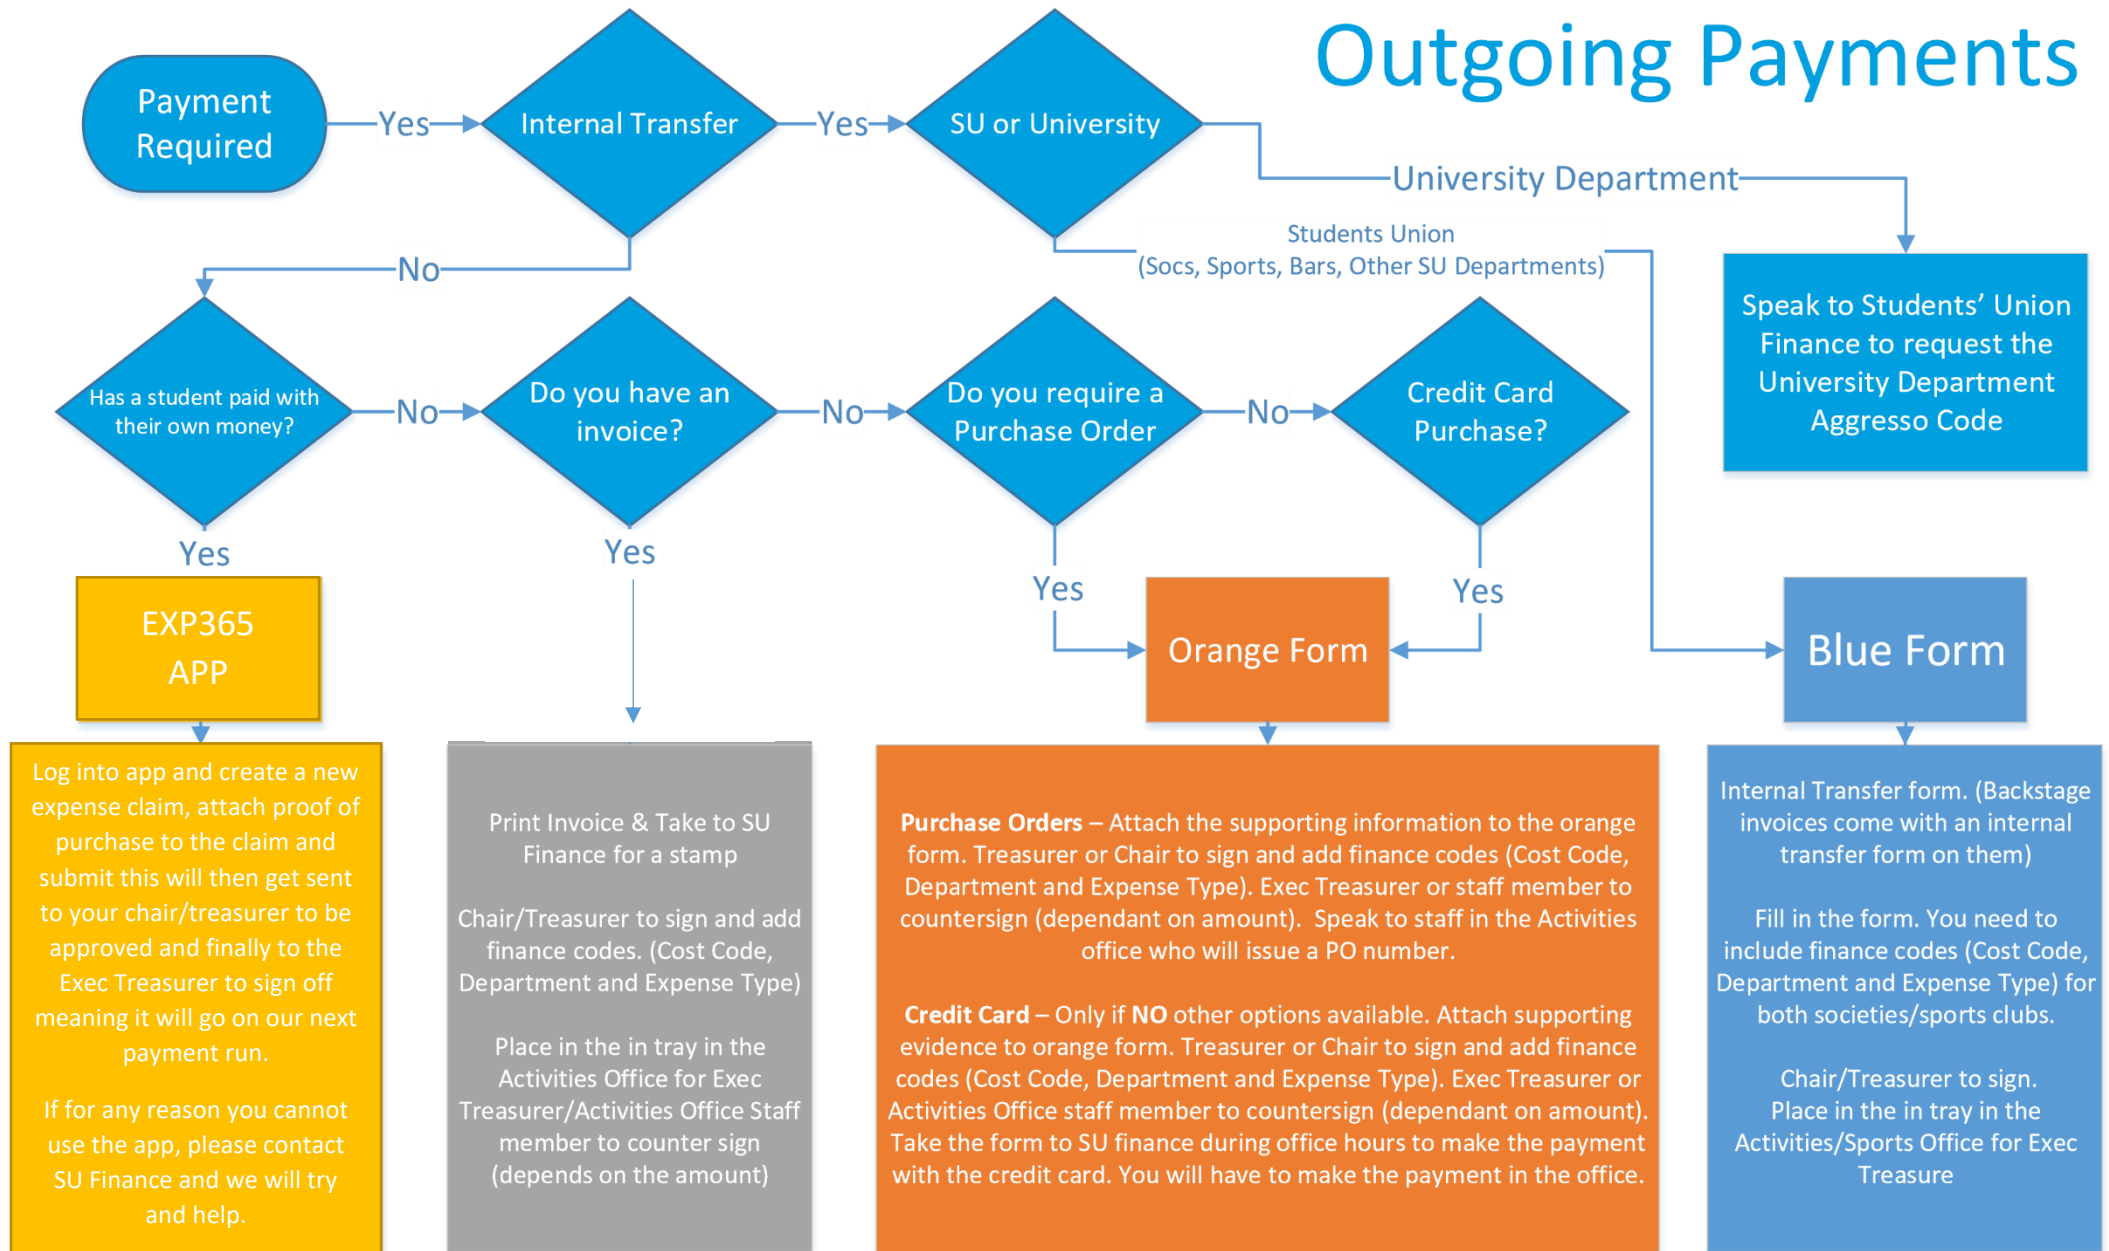 Outgoing Payments
Payment
Required
Yes
Internal Transfer
Yes
SU or University
University Department
Students Union
(Socs, Sports, Bars, Other SU Departments)
No
Speak to Students’ Union
Finance to request the
University Department
Aggresso Code
Has a student paid with
their own money?
No
Do you have an
invoice?
No
Do you require a
Purchase Order
No
Credit Card
Purchase?
Yes
Yes
Yes
Yes
EXP365
APP
Orange Form
Blue Form
Log into app and create a new
expense claim, attach proof of
purchase to the claim and
submit this will then get sent
to your chair/treasurer to be
approved and finally to the
Exec Treasurer to sign off
meaning it will go on our next
payment run.
If for any reason you cannot
use the app, please contact
SU Finance and we will try
and help.
Print Invoice & Take to SU
Finance for a stamp
Chair/Treasurer to sign and add
finance codes. (Cost Code,
Department and Expense Type)
Place in the in tray in the
Activities Office for Exec
Treasurer/Activities Office Staff
member to counter sign
(depends on the amount)
Purchase Orders – Attach the supporting information to the orange
form. Treasurer or Chair to sign and add finance codes (Cost Code,
Department and Expense Type). Exec Treasurer or staff member to
countersign (dependant on amount).  Speak to staff in the Activities
office who will issue a PO number.
Credit Card – Only if NO other options available. Attach supporting
evidence to orange form. Treasurer or Chair to sign and add finance
codes (Cost Code, Department and Expense Type). Exec Treasurer or
Activities Office staff member to countersign (dependant on amount).
Take the form to SU finance during office hours to make the payment
with the credit card. You will have to make the payment in the office.
Internal Transfer form. (Backstage
invoices come with an internal
transfer form on them)
Fill in the form. You need to
include finance codes (Cost Code,
Department and Expense Type) for
both societies/sports clubs.
Chair/Treasurer to sign.
Place in the in tray in the
Activities/Sports Office for Exec
Treasure